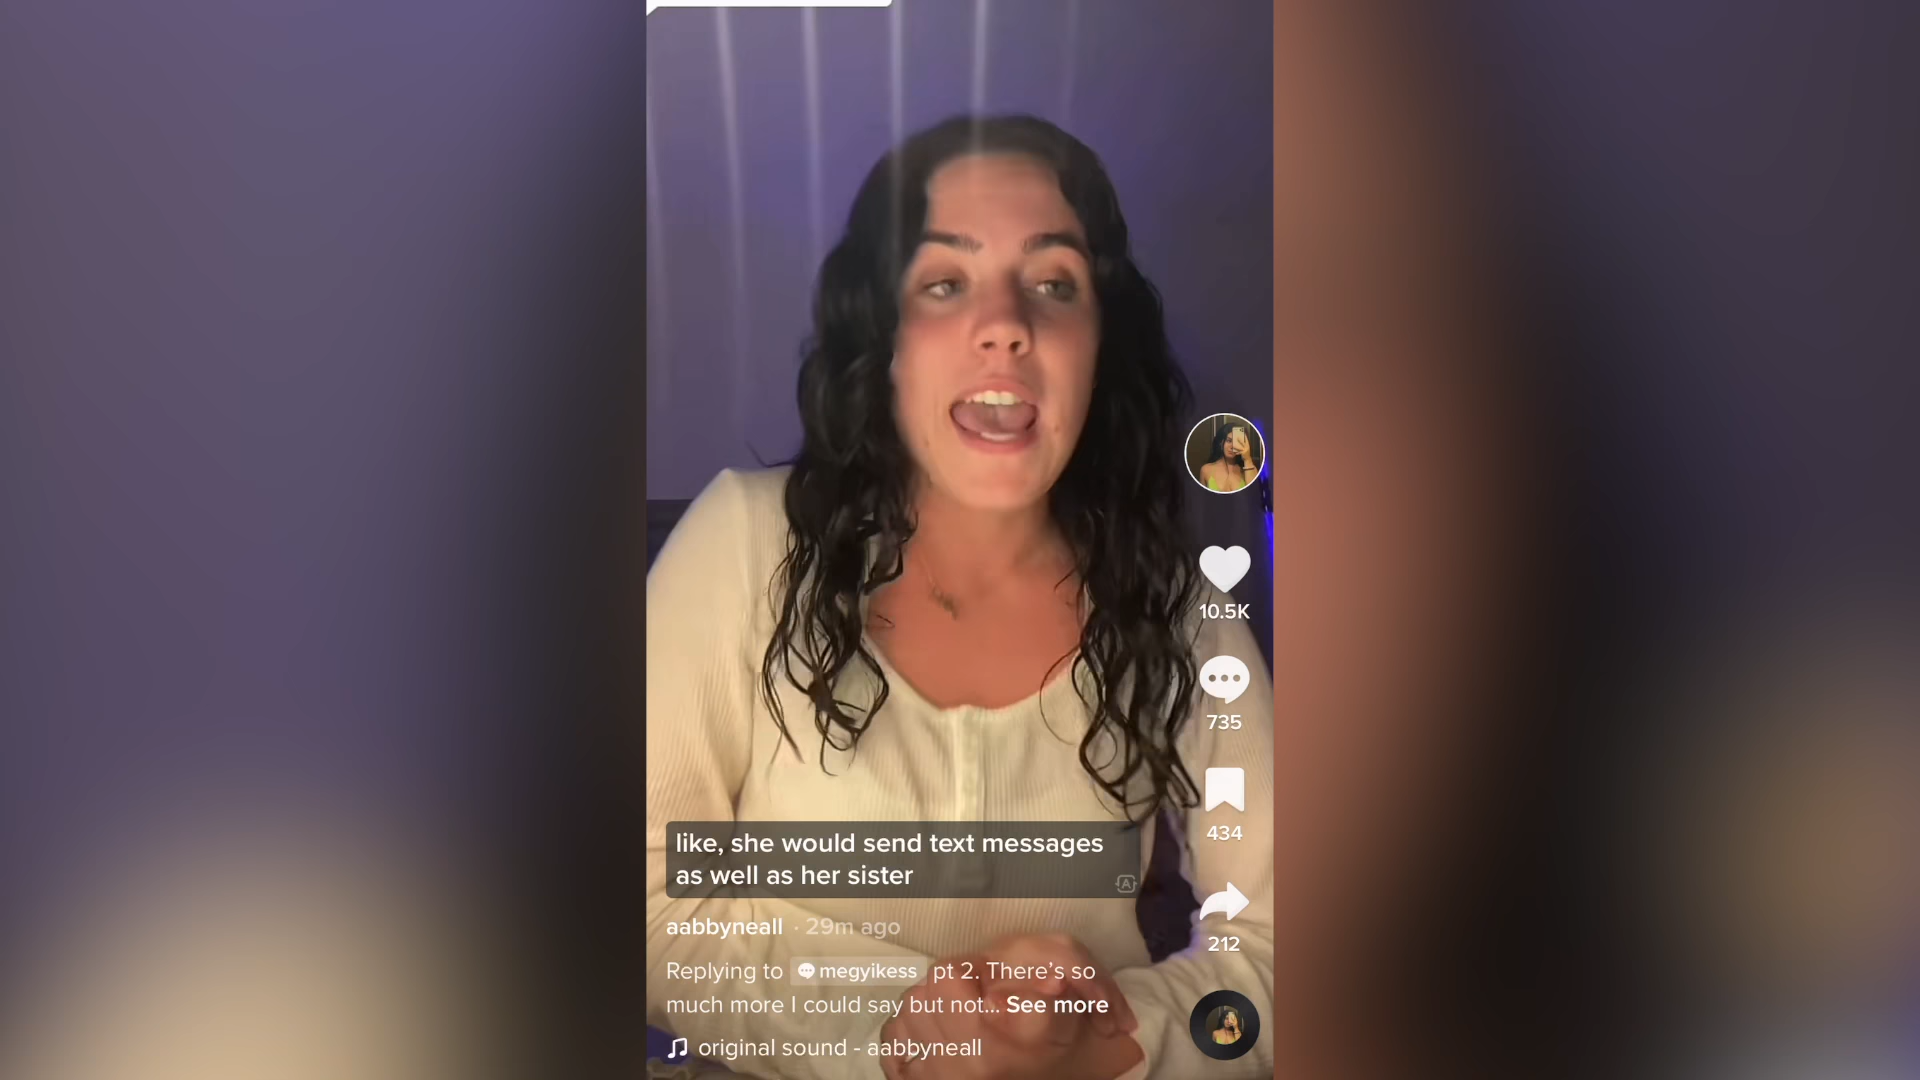 like, she would send text messages
as well as her sister
aabbyneall · 29m ago
Replying to megyikess pt 2. There's so
much more I could say but not... See more
original sound - aabbyneall
10.5K
735
434
212